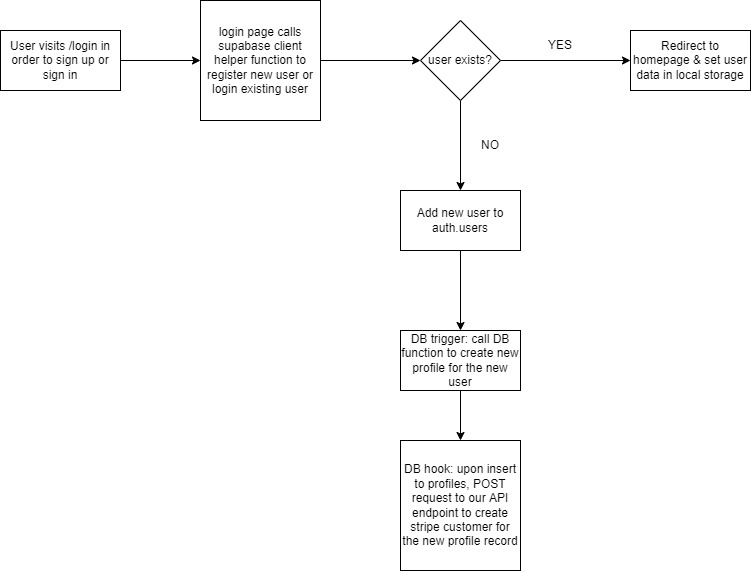 User visits /login in
order to sign up or
sign in
login page calls
supabase client
helper function to
register new user or
login existing user
user exists?
YES
Redirect to
homepage & set user
data in local storage
NO
Add new user to
auth.users
DB trigger: call DB
function to create new
profile for the new
user
DB hook: upon insert
to profiles, POST
request to our API
endpoint to create
stripe customer for
the new profile record